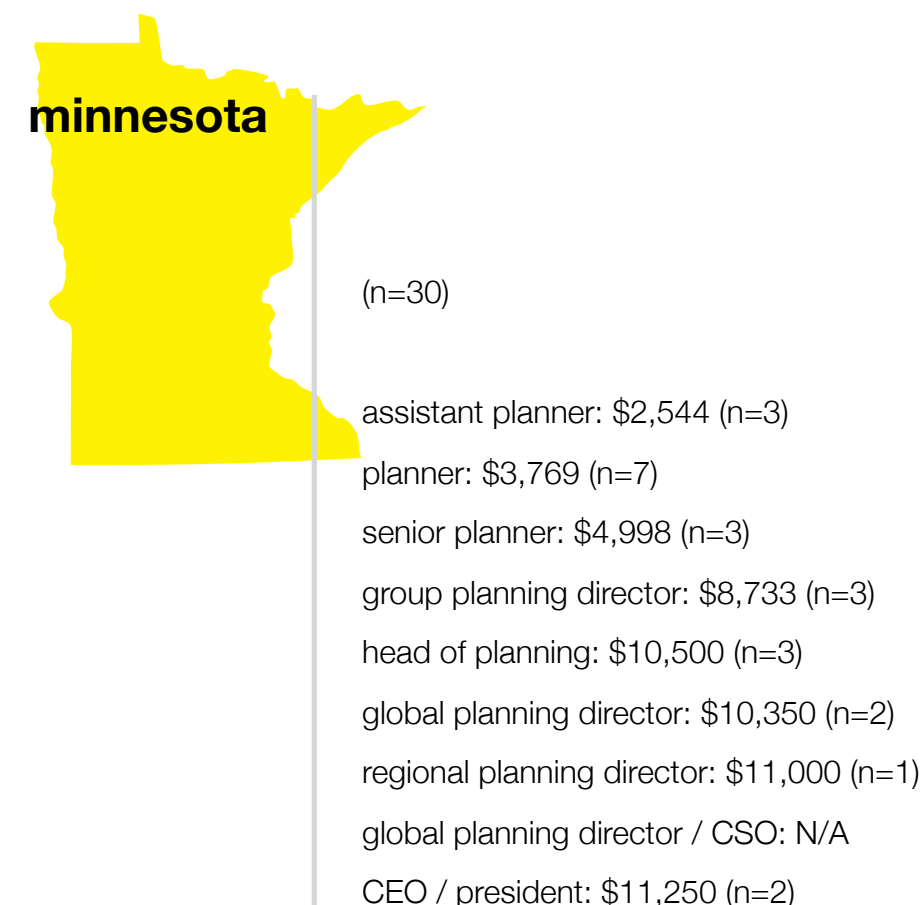 minnesota
(n=30)
assistant planner: $2,544 (n=3)
planner: $3,769 (n=7)
senior planner: $4,998 (n=3)
group planning director: $8,733 (n=3)
head of planning: $10,500 (n=3)
global planning director: $10,350 (n=2)
regional planning director: $11,000 (n=1)
global planning director / CSO: N/A
CEO / president: $11,250 (n=2)